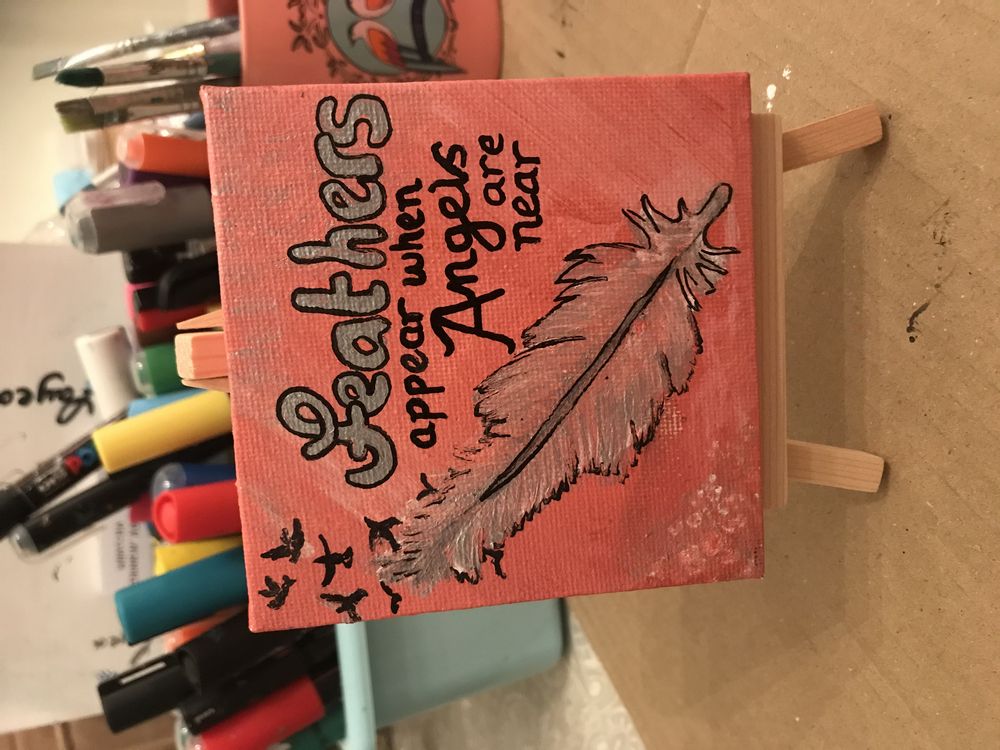 Feathers
appear when
Angels
are
near